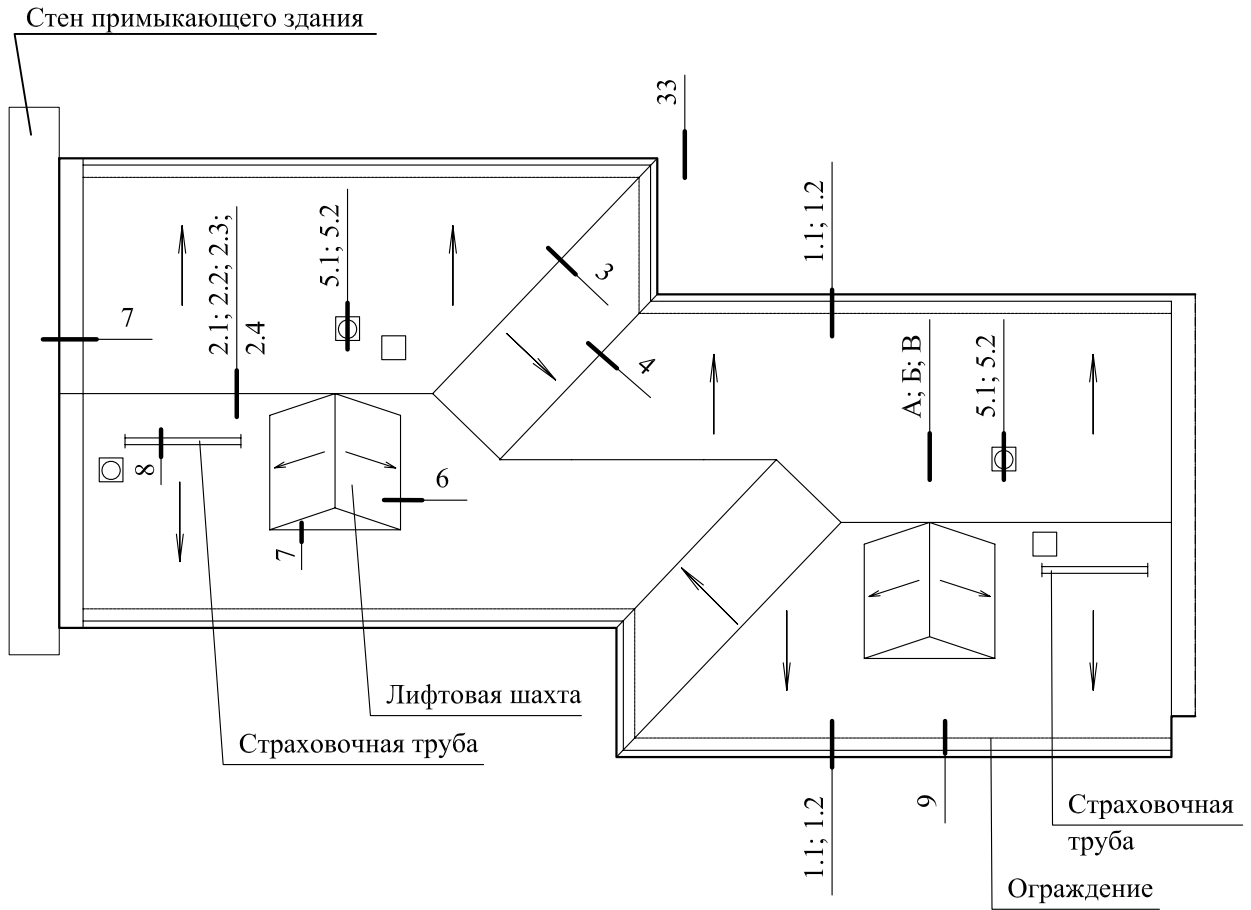 Стен примыкающего здания
33
1.1; 1.2
2.1; 2.2; 2.3;
2.4
5.1; 5.2
3
7
4
А; Б; В
5.1; 5.2
8
6
7
Лифтовая шахта
Страховочная труба
1.1; 1.2
9
Страховочная
труба
Ограждение